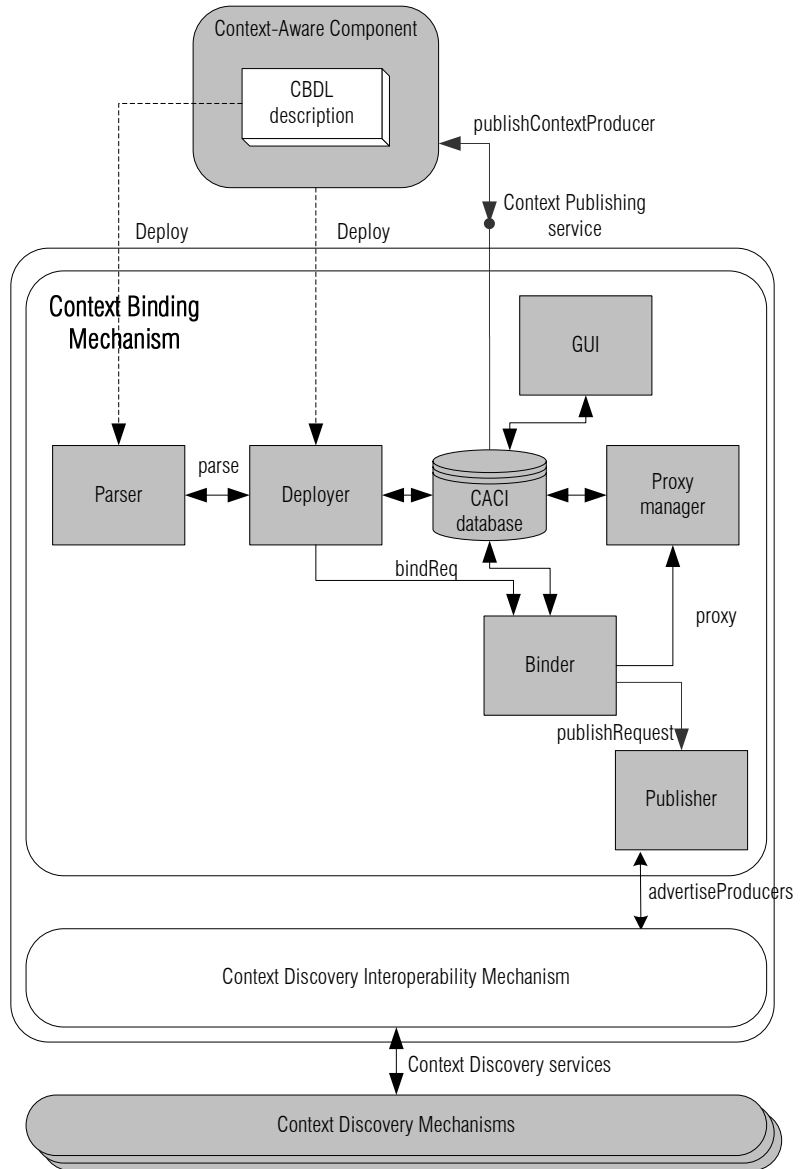 Context-Aware Component
CBDL
description
publishContextProducer
Context Publishing
service
Deploy
Deploy
Context Binding
Mechanism
GUI
parse
Parser
Deployer
CACI
database
Proxy
manager
bindReq
proxy
Binder
publishRequest
Publisher
advertiseProducers
Context Discovery Interoperability Mechanism
Context Discovery services
Context Discovery Mechanisms